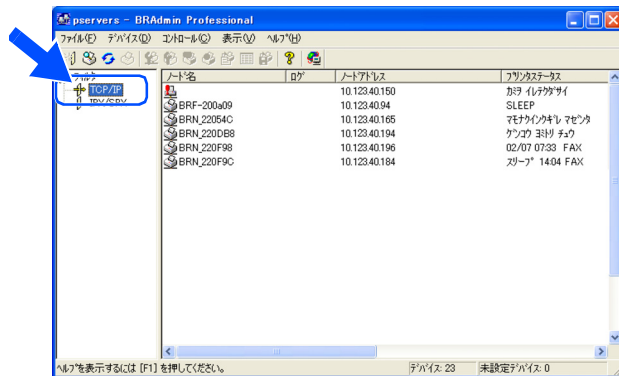 pservers - BRAdmin Professional
ファイル(F) デバイス(D) コントロール(C) 表示(V) ヘルプ(H)
フィルタ
TCP/IP
IPX/SPX
ノード名 ログ ノードアドレス プリンタステータス
10.123.40.150 カミヲ イレテクダサイ
BRF-200a09 10.123.40.94 SLEEP
BRN_22054C 10.123.40.165 マモナクインクギレ マゼンタ
BRN_220DB8 10.123.40.194 ゲンコウ ヨミトリ チュウ
BRN_220F98 10.123.40.196 02/07 07:33 FAX
BRN_220F9C 10.123.40.184 スリープ 14:04 FAX
ヘルプを表示するには [F1] を押してください。 デバイス: 23 未設定デバイス: 0